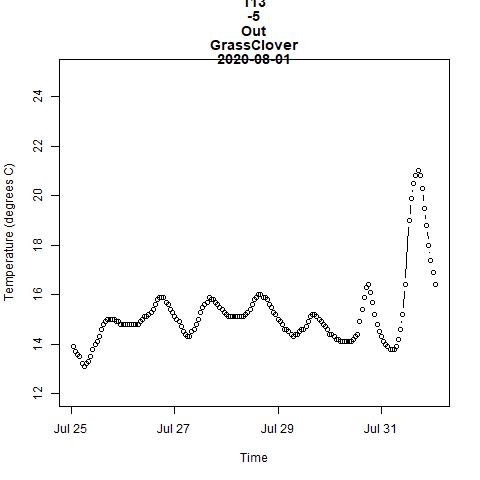 T13
-5
Out
GrassClover
2020-08-01
Temperature (degrees C)
24
22
20
18
16
14
12
Jul 25
Jul 27
Jul 29
Jul 31
Time